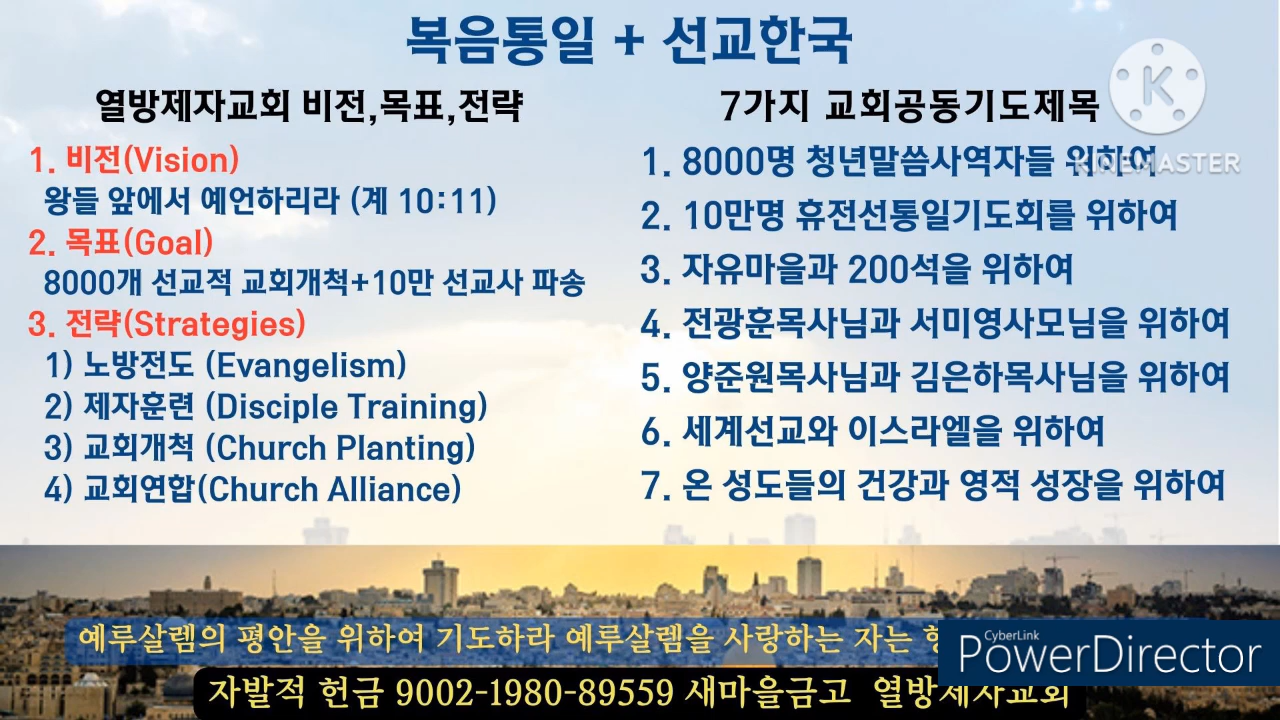 복음통일 + 선교한국
열방제자교회 비전,목표,전략
1. 비전(Vision)
왕들 앞에서 예언하리라 (계 10:11)
2. 목표(Goal)
8000개 선교적 교회개척+10만 선교사 파송
3. 전략(Strategies)
1) 노방전도 (Evangelism)
2) 제자훈련 (Disciple Training)
3) 교회개척 (Church Planting)
4) 교회연합(Church Alliance)
7가지 교회공동기도제목
1. 8000명 청년말씀사역자들 위하여
2. 10만명 휴전선통일기도회를 위하여
3. 자유마을과 200석을 위하여
4. 전광훈목사님과 서미영사모님을 위하여
5. 양준원목사님과 김은하목사님을 위하여
6. 세계선교와 이스라엘을 위하여
7. 온 성도들의 건강과 영적 성장을 위하여
K
KINEMASTER
예루살렘의 평안을 위하여 기도하라 예루살렘을 사랑하는 자는
CyberLink
PowerDirector
자발적 헌금 9002-1980-89559 새마을금고 열방제자교회